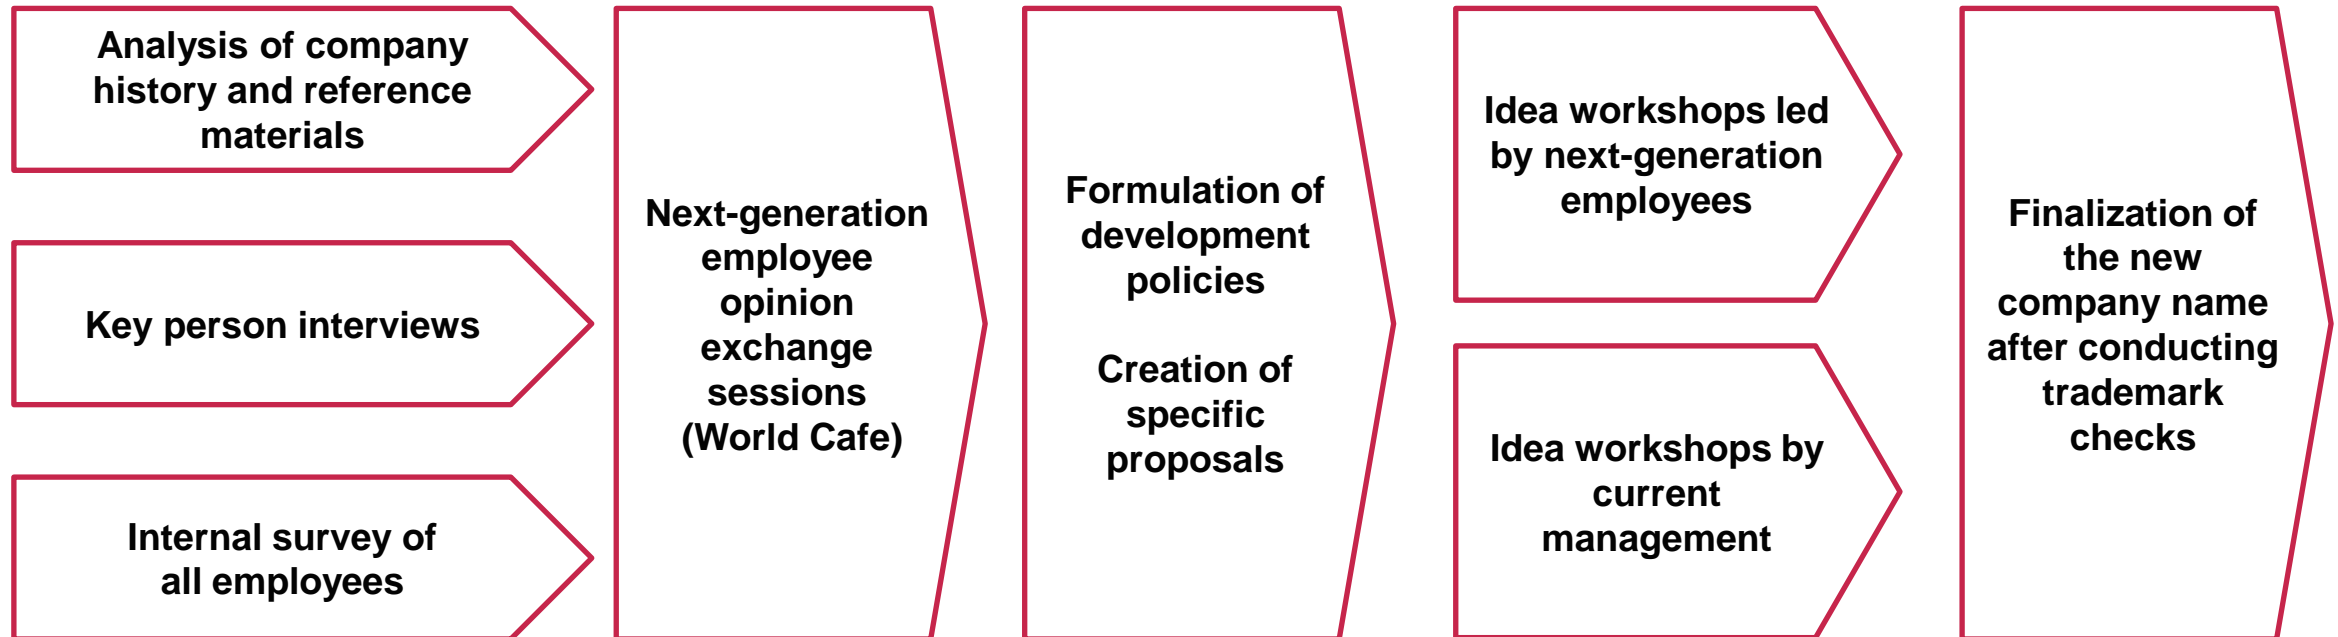 Analysis of company
history and reference
materials
Key person interviews
Internal survey of
all employees
Next-generation
employee
opinion
exchange
sessions
(World Cafe)
Formulation of
development
policies
Creation of
specific
proposals
Idea workshops led
by next-generation
employees
Idea workshops by
current
management
Finalization of
the new
company name
after conducting
trademark
checks